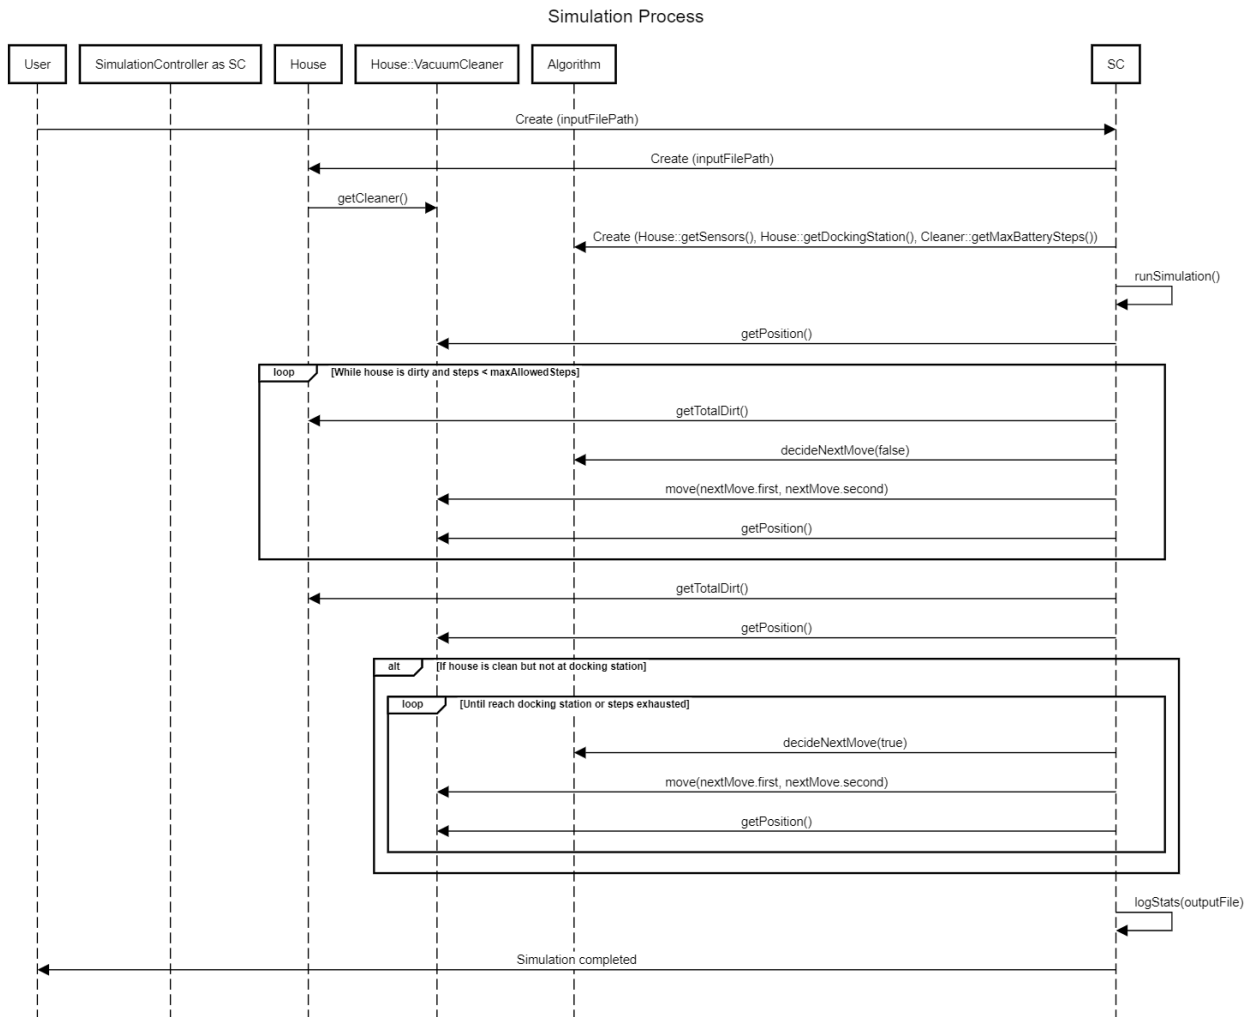 Simulation Process
User
SimulationController as SC
House
House::VacuumCleaner
Algorithm
SC
Create (inputFilePath)
Create (inputFilePath)
getCleaner()
Create (House::getSensors(), House::getDockingStation(), Cleaner::getMaxBatterySteps())
runSimulation()
getPosition()
loop
[While house is dirty and steps < maxAllowedSteps]
getTotalDirt()
decideNextMove(false)
move(nextMove.first, nextMove.second)
getPosition()
getTotalDirt()
getPosition()
alt
[If house is clean but not at docking station]
loop
[Until reach docking station or steps exhausted]
decideNextMove(true)
move(nextMove.first, nextMove.second)
getPosition()
logStats(outputFile)
Simulation completed